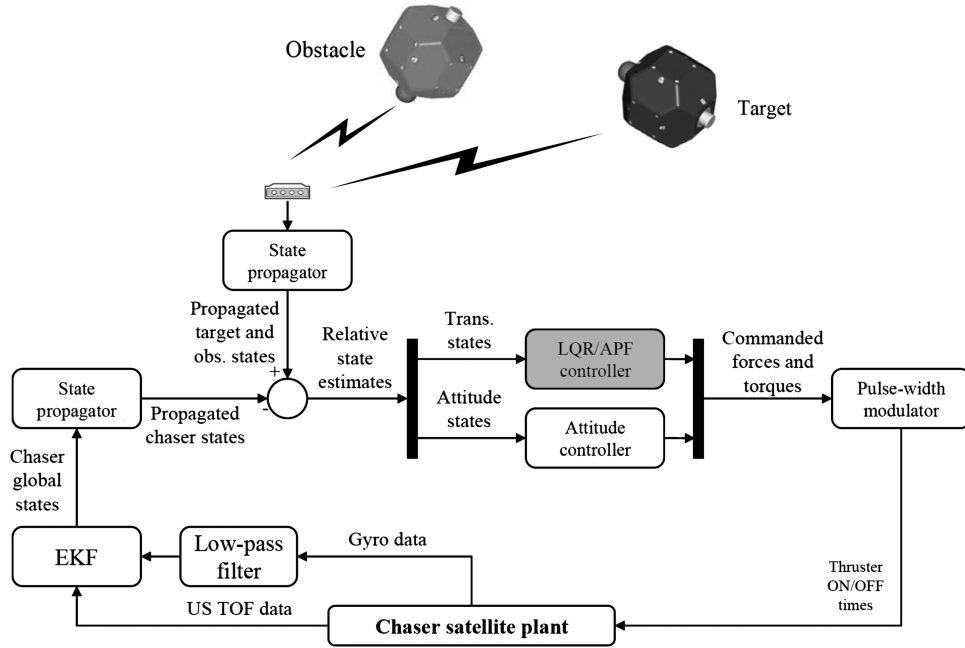 Obstacle
Target
State
propagator
Propagated
target and
obs. states
+
-
Relative
state
estimates
Trans.
states
LQR/APF
controller
Commanded
forces and
torques
State
propagator
Propagated
chaser states
Attitude
states
Attitude
controller
Pulse-width
modulator
Chaser
global
states
EKF
Low-pass
filter
Gyro data
US TOF data
Chaser satellite plant
Thruster
ON/OFF
times